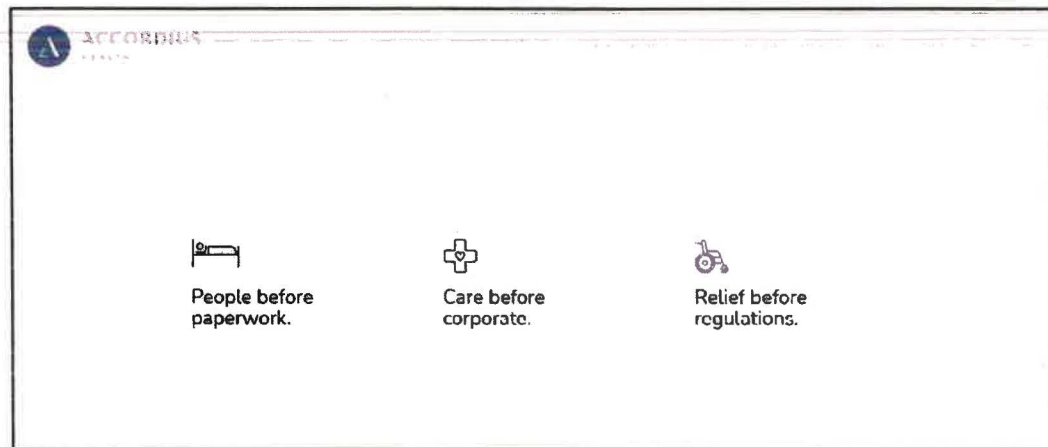 ACCORDIUS
People before
paperwork.
Care before
corporate.
Relief before
regulations.